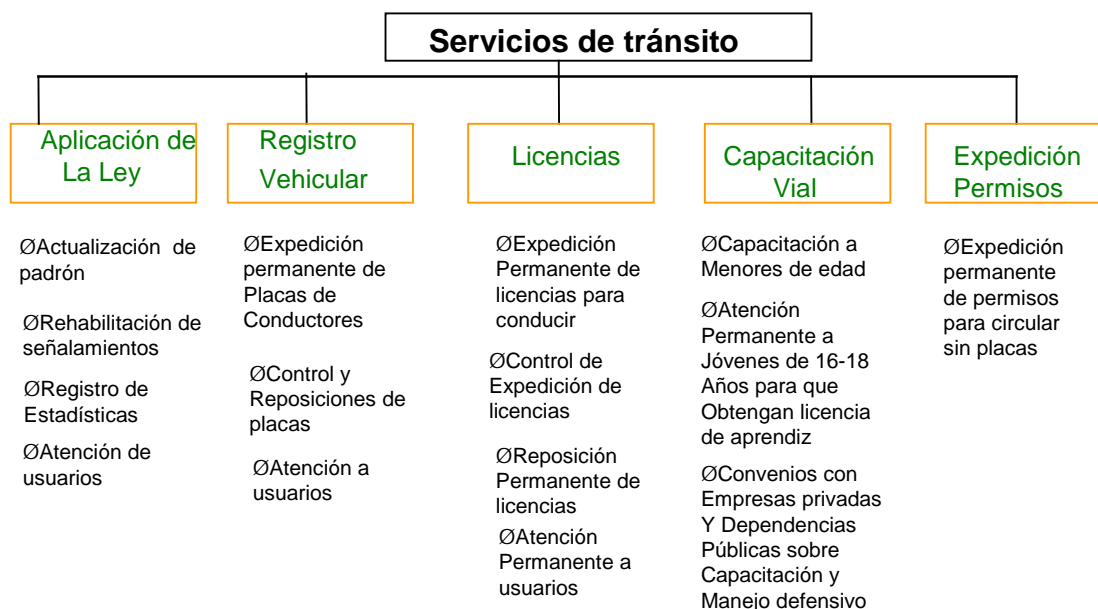 Servicios de tránsito
Aplicación de
La Ley
ØActualización de
padrón
ØRehabilitación de
señalamientos
ØRegistro de
Estadísticas
ØAtención de
usuarios
Registro
Vehicular
ØExpedición
permanente de
Placas de
Conductores
ØControl y
Reposiciones de
placas
ØAtención a
usuarios
Licencias
ØExpedición
Permanente de
licencias para
conducir
ØControl de
Expedición de
licencias
ØReposición
Permanente de
licencias
ØAtención
Permanente a
usuarios
Capacitación
Vial
ØCapacitación a
Menores de edad
ØAtención
Permanente a
Jóvenes de 16-18
Años para que
Obtengan licencia
de aprendiz
ØConvenios con
Empresas privadas
Y Dependencias
Públicas sobre
Capacitación y
Manejo defensivo
Expedición
Permisos
ØExpedición
permanente
de permisos
para circular
sin placas